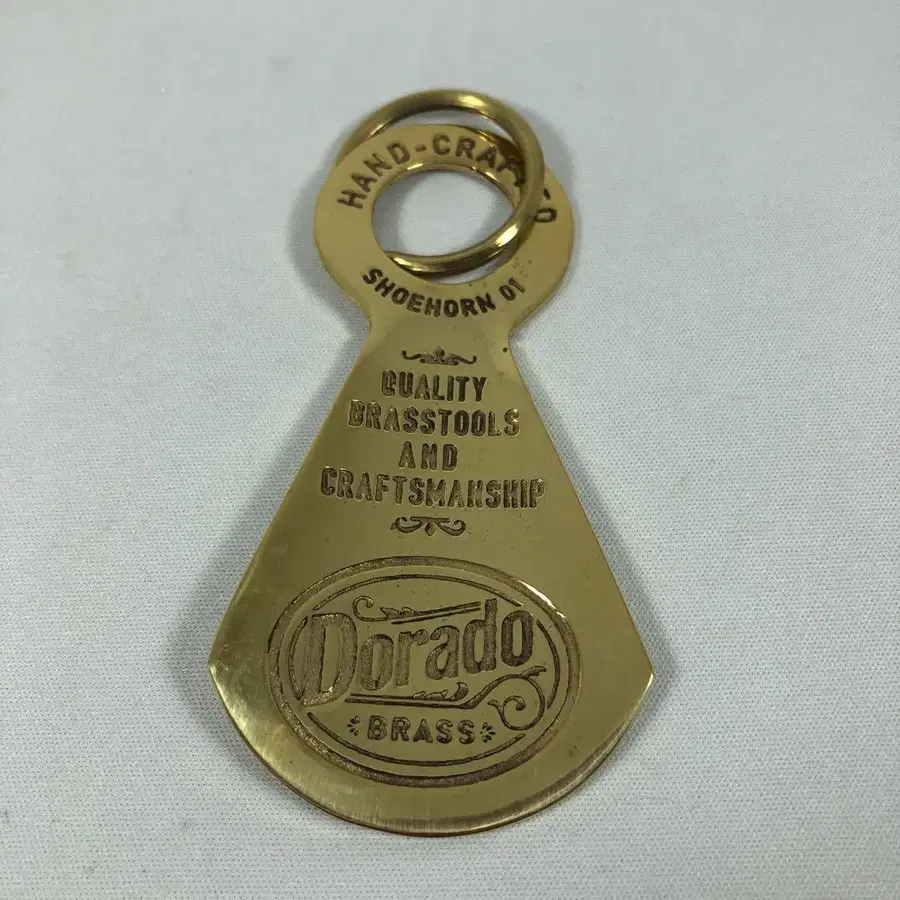 HAND-CRAFTED
SHOEHORN 01
QUALITY
BRASSTOOLS
AND
CRAFTSMANSHIP
Dorado
BRASS